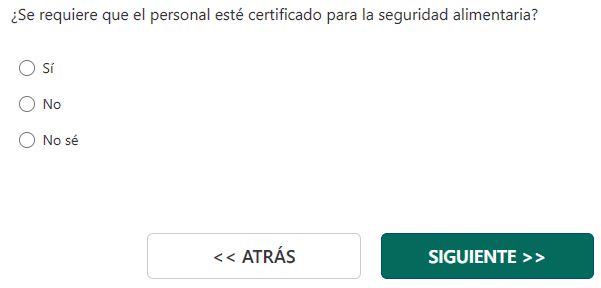 ¿Se requiere que el personal esté certificado para la seguridad alimentaria?
Sí
No
No sé
<< ATRÁS
SIGUIENTE >>